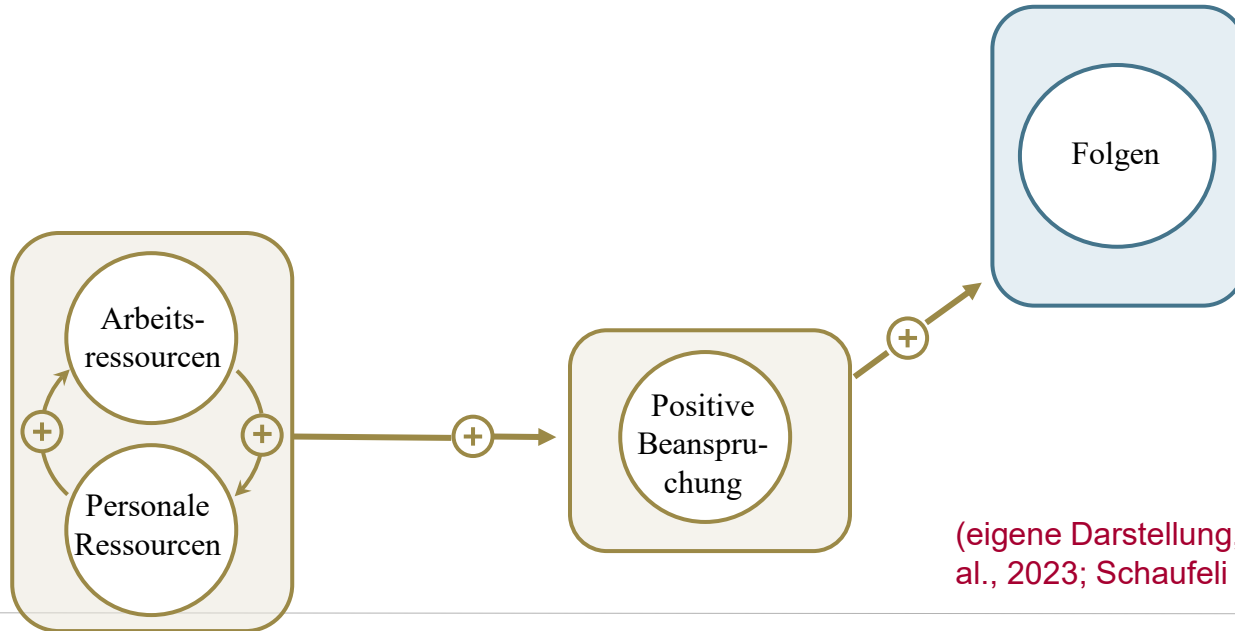 Folgen
Arbeits-
ressourcen
+
+
Personale
Ressourcen
+
Positive
Beanspru-
chung
+
(eigene Darstellung,
al., 2023; Schaufeli